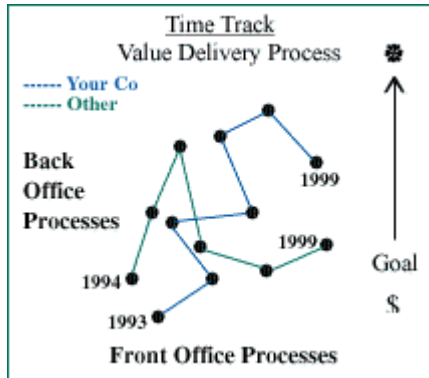 Time Track
Value Delivery Process
------ Your Co
------ Other
Back
Office
Processes
1999
1999
1994
Goal
$
1993
Front Office Processes